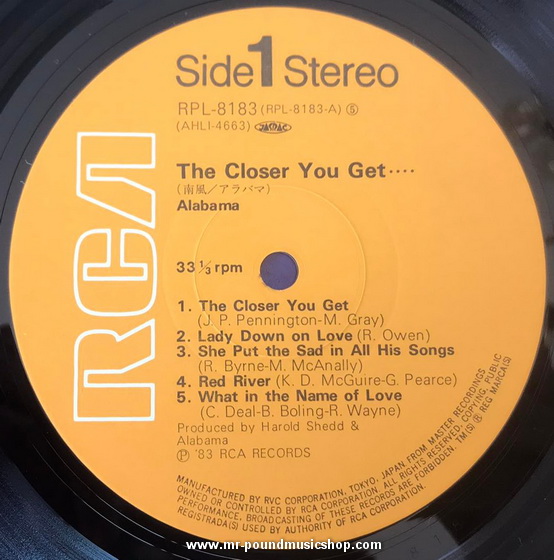 Side 1 Stereo
RPL-8183 (RPL-8183-A) ⑤
(AHLI-4663) JASRAC
The Closer You Get····
(南風／アラバマ)
Alabama
RCA
33 1/3 rpm
1. The Closer You Get
(J. P. Pennington-M. Gray)
2. Lady Down on Love (R. Owen)
3. She Put the Sad in All His Songs
(R. Byrne-M. McAnally)
4. Red River (K. D. McGuire-G. Pearce)
5. What in the Name of Love
(C. Deal-B. Boling-R. Wayne)
Produced by Harold Shedd &
Alabama
Ⓟ '83 RCA RECORDS
MANUFACTURED BY RVC CORPORATION, TOKYO, JAPAN FROM MASTER RECORDINGS
OWNED OR CONTROLLED BY RCA CORPORATION. ALL RIGHTS RESERVED. COPYING, PUBLIC
PERFORMANCE, BROADCASTING OF THESE RECORDS ARE FORBIDDEN. TM(S) ® REG. MARCA(S)
REGISTRADA(S) USED BY AUTHORITY OF RCA CORPORATION.
www.mr-poundmusicshop.com